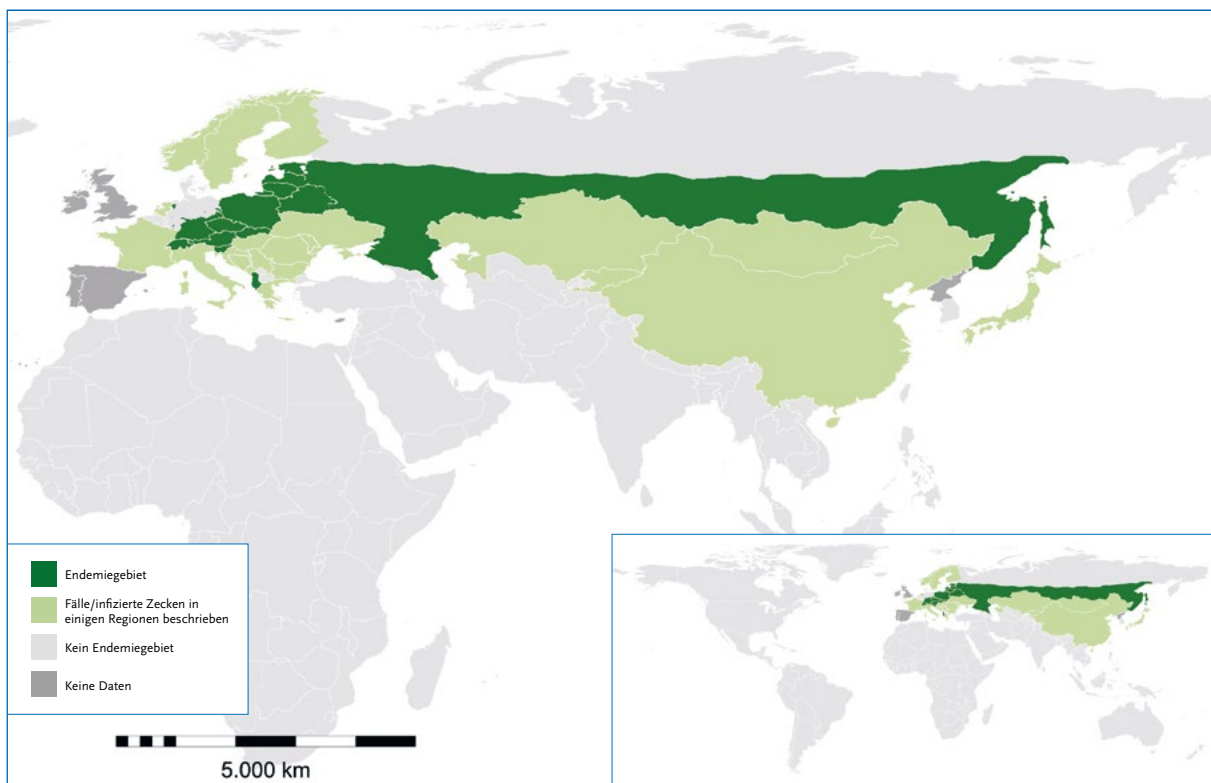 Endemiegebiet
Fälle/infizierte Zecken in
einigen Regionen beschrieben
Kein Endemiegebiet
Keine Daten
5.000 km